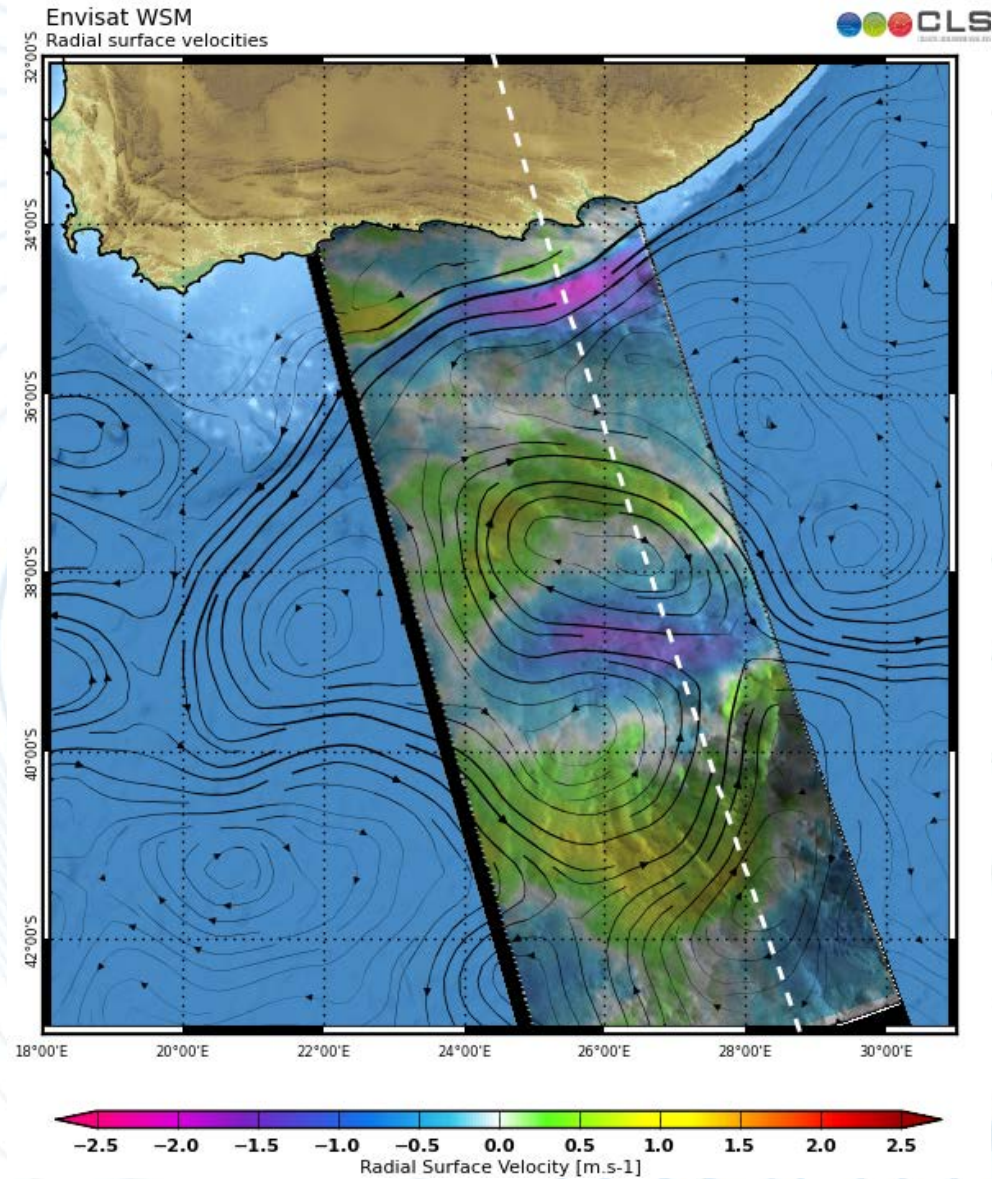 Envisat WSM
Radial surface velocities
CLS
32°00'S
34°00'S
36°00'S
38°00'S
40°00'S
42°00'S
18°00'E 20°00'E 22°00'E 24°00'E 26°00'E 28°00'E 30°00'E
−2.5 −2.0 −1.5 −1.0 −0.5 0.0 0.5 1.0 1.5 2.0 2.5
Radial Surface Velocity [m.s-1]